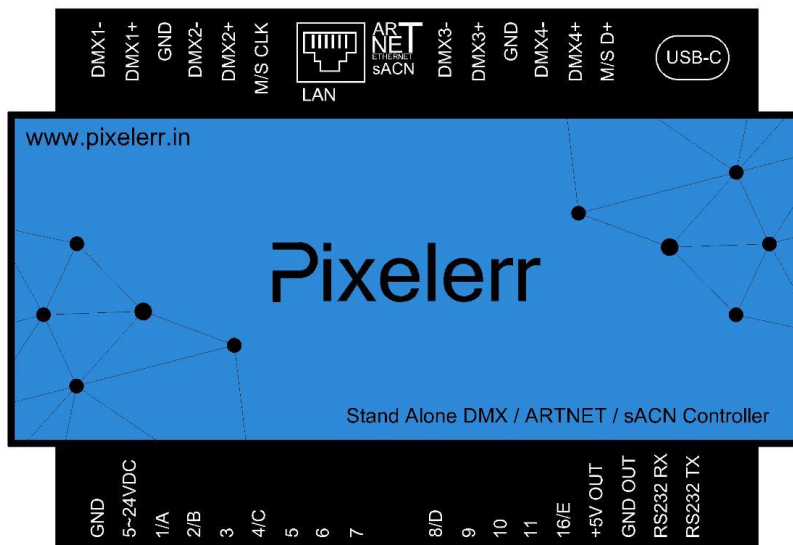 DMX1-
DMX1+
GND
DMX2-
DMX2+
M/S CLK
LAN
ARTNET
ETHERNET
sACN
DMX3-
DMX3+
GND
DMX4-
DMX4+
M/S D+
USB-C
www.pixelerr.in
Pixelerr
Stand Alone DMX / ARTNET / sACN Controller
GND
5~24VDC
1/A
2/B
3
4/C
5
6
7
8/D
9
10
11
16/E
+5V OUT
GND OUT
RS232 RX
RS232 TX